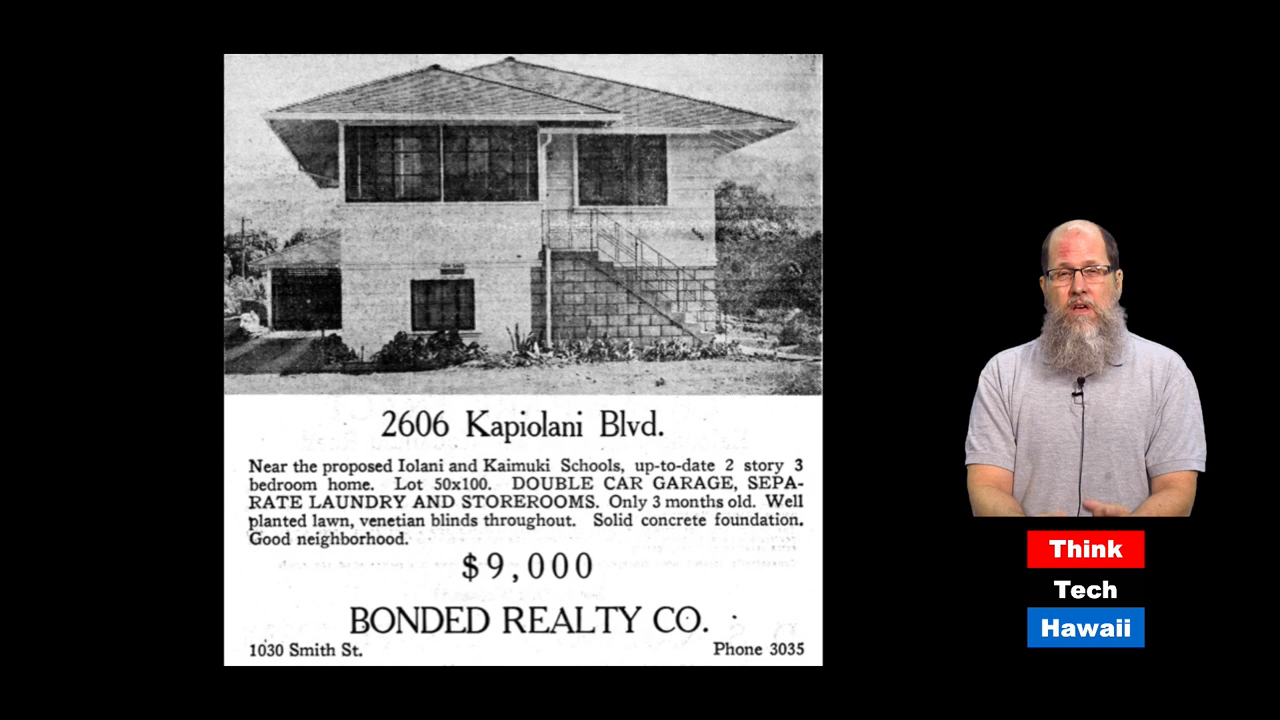 2606 Kapiolani Blvd.
Near the proposed Iolani and Kaimuki Schools, up-to-date 2 story 3
bedroom home. Lot 50x100. DOUBLE CAR GARAGE, SEPA-
RATE LAUNDRY AND STOREROOMS. Only 3 months old. Well
planted lawn, venetian blinds throughout. Solid concrete foundation.
Good neighborhood.
$9,000
BONDED REALTY CO.
1030 Smith St. Phone 3035
Think
Tech
Hawaii